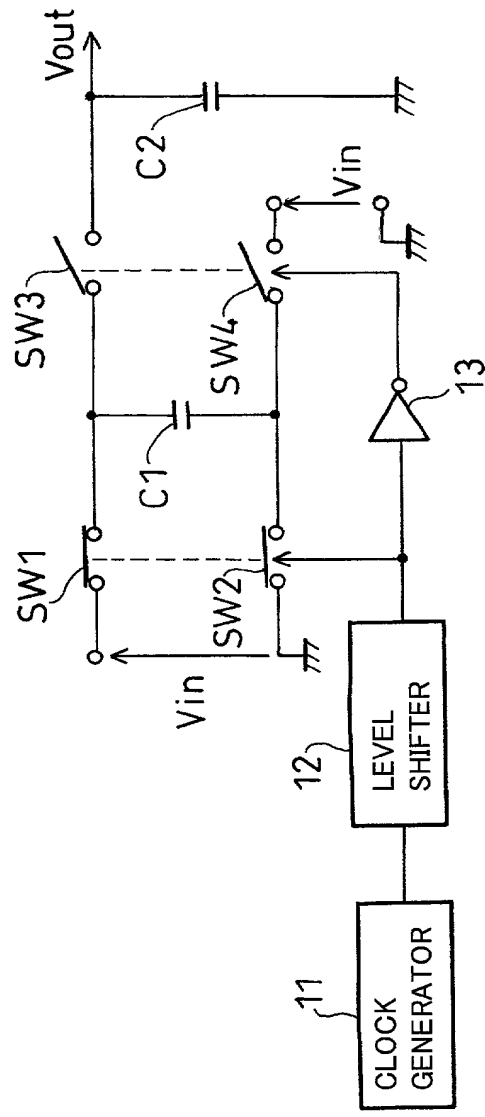 SW1
SW3
Vout
C1
C2
Vin
SW2
SW4
Vin
11
CLOCK
GENERATOR
12
LEVEL
SHIFTER
13